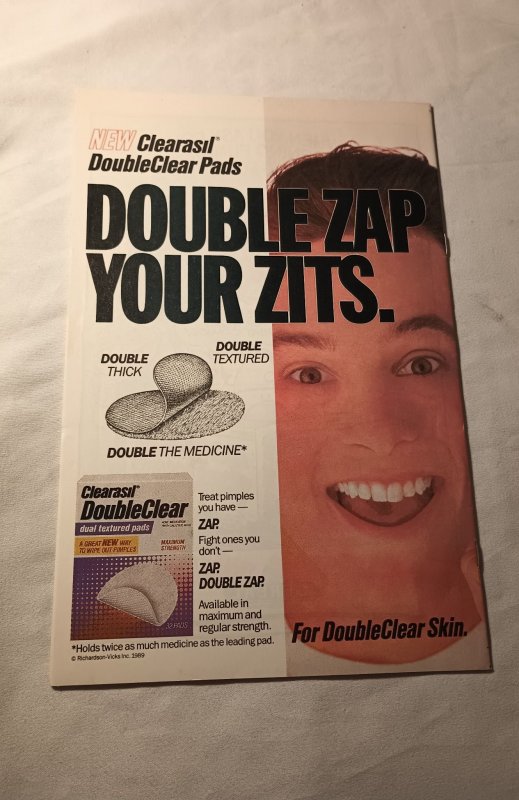 NEW Clearasil®
DoubleClear Pads
DOUBLE ZAP
YOUR ZITS.
DOUBLE
THICK
DOUBLE
TEXTURED
DOUBLE THE MEDICINE*
Clearasil®
DoubleClear
dual textured pads
A GREAT NEW WAY
TO WIPE OUT PIMPLES
MAXIMUM
STRENGTH
32 PADS
Treat pimples
you have —
ZAP.
Fight ones you
don't —
ZAP.
DOUBLE ZAP.
Available in
maximum and
regular strength.
*Holds twice as much medicine as the leading pad.
© Richardson-Vicks Inc. 1989
For DoubleClear Skin.